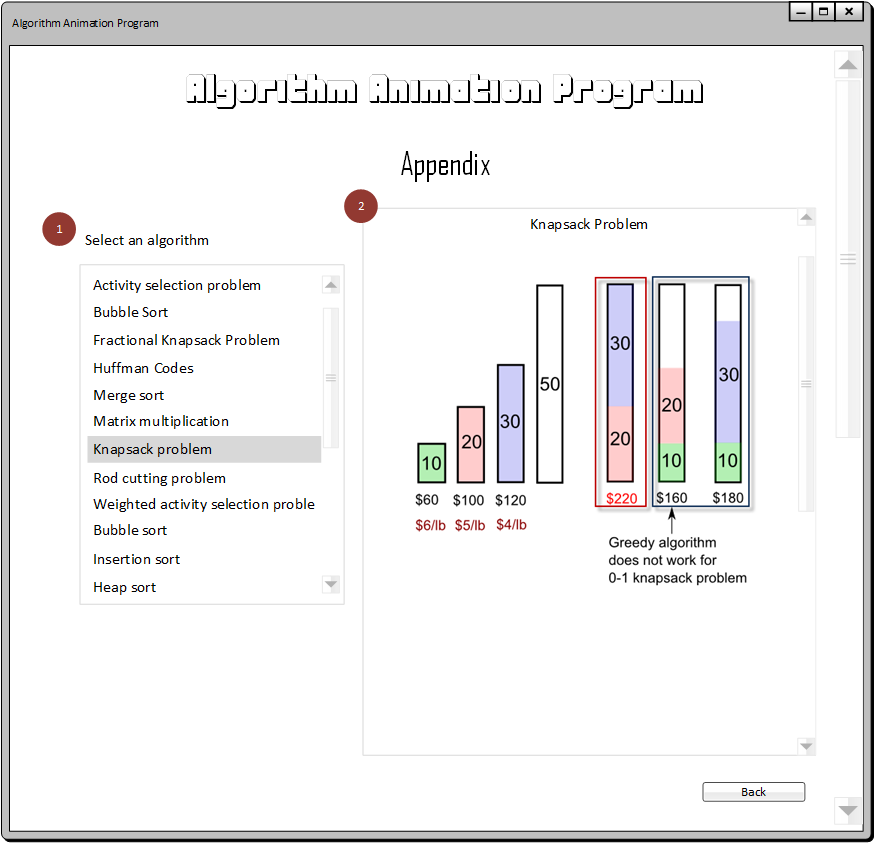 Algorithm Animation Program
Algorithm Animation Program
Appendix
1
Select an algorithm
Activity selection problem
Bubble Sort
Fractional Knapsack Problem
Huffman Codes
Merge sort
Matrix multiplication
Knapsack problem
Rod cutting problem
Weighted activity selection proble
Bubble sort
Insertion sort
Heap sort
2
Knapsack Problem
10 20 30 50
$60 $100 $120
$6/lb $5/lb $4/lb
30 20 30
20 10 10
$220 $160 $180
Greedy algorithm
does not work for
0-1 knapsack problem
Back